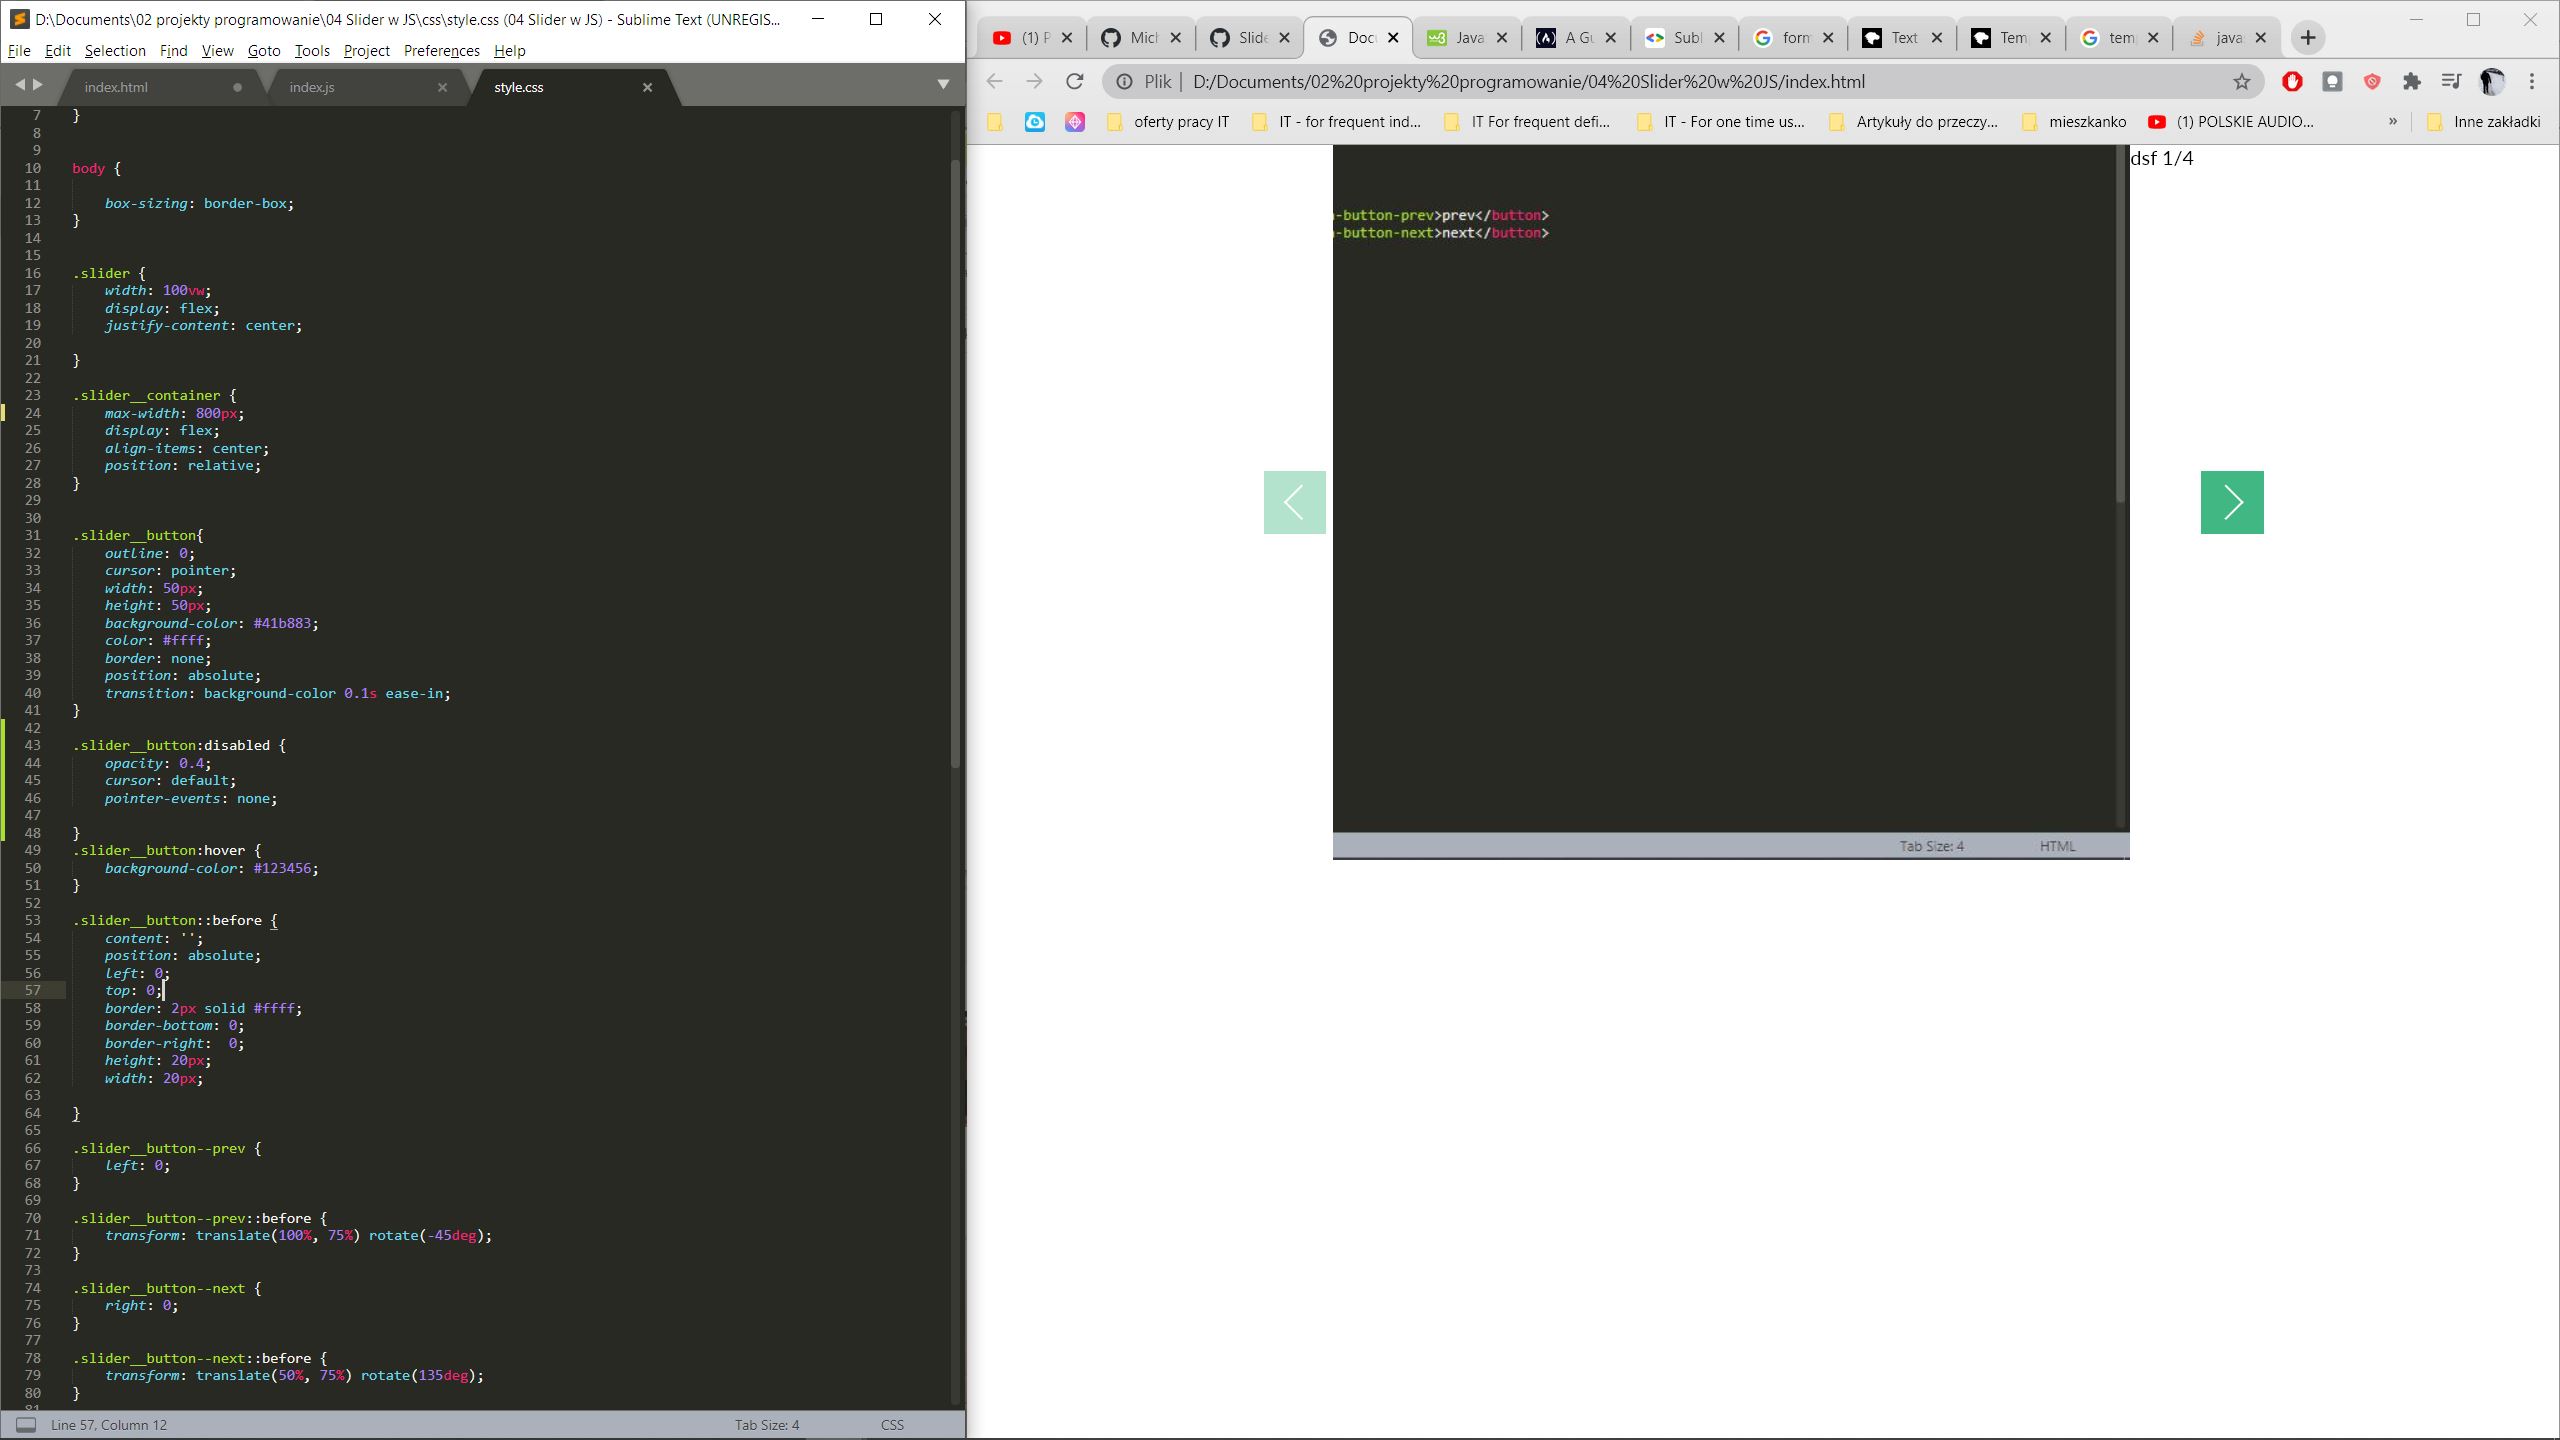 D:\Documents\02 projekty programowanie\04 Slider w JS\css\style.css (04 Slider w JS) - Sublime Text (UNREGIS...
File Edit Selection Find View Goto Tools Project Preferences Help
index.html
index.js
style.css
7 }
8
9
10 body {
11
12 box-sizing: border-box;
13 }
14
15
16 .slider {
17 width: 100vw;
18 display: flex;
19 justify-content: center;
20
21 }
22
23 .slider__container {
24 max-width: 800px;
25 display: flex;
26 align-items: center;
27 position: relative;
28 }
29
30
31 .slider__button{
32 outline: 0;
33 cursor: pointer;
34 width: 50px;
35 height: 50px;
36 background-color: #41b883;
37 color: #ffff;
38 border: none;
39 position: absolute;
40 transition: background-color 0.1s ease-in;
41 }
42
43 .slider__button:disabled {
44 opacity: 0.4;
45 cursor: default;
46 pointer-events: none;
47
48 }
49 .slider__button:hover {
50 background-color: #123456;
51 }
52
53 .slider__button::before {
54 content: '';
55 position: absolute;
56 left: 0;
57 top: 0;
58 border: 2px solid #ffff;
59 border-bottom: 0;
60 border-right:  0;
61 height: 20px;
62 width: 20px;
63
64 }
65
66 .slider__button--prev {
67 left: 0;
68 }
69
70 .slider__button--prev::before {
71 transform: translate(100%, 75%) rotate(-45deg);
72 }
73
74 .slider__button--next {
75 right: 0;
76 }
77
78 .slider__button--next::before {
79 transform: translate(50%, 75%) rotate(135deg);
80 }
81
Line 57, Column 12
Tab Size: 4
CSS
(1) P
Mich
Slide
Docu
Java
A Gu
Subl
form
Text
Tem
tem
java
Plik | D:/Documents/02%20projekty%20programowanie/04%20Slider%20w%20JS/index.html
oferty pracy IT
IT - for frequent ind...
IT For frequent defi...
IT - For one time us...
Artykuły do przeczy...
mieszkanko
(1) POLSKIE AUDIO...
»
Inne zakładki
dsf 1/4
-button-prev>prev</button>
-button-next>next</button>
Tab Size: 4
HTML